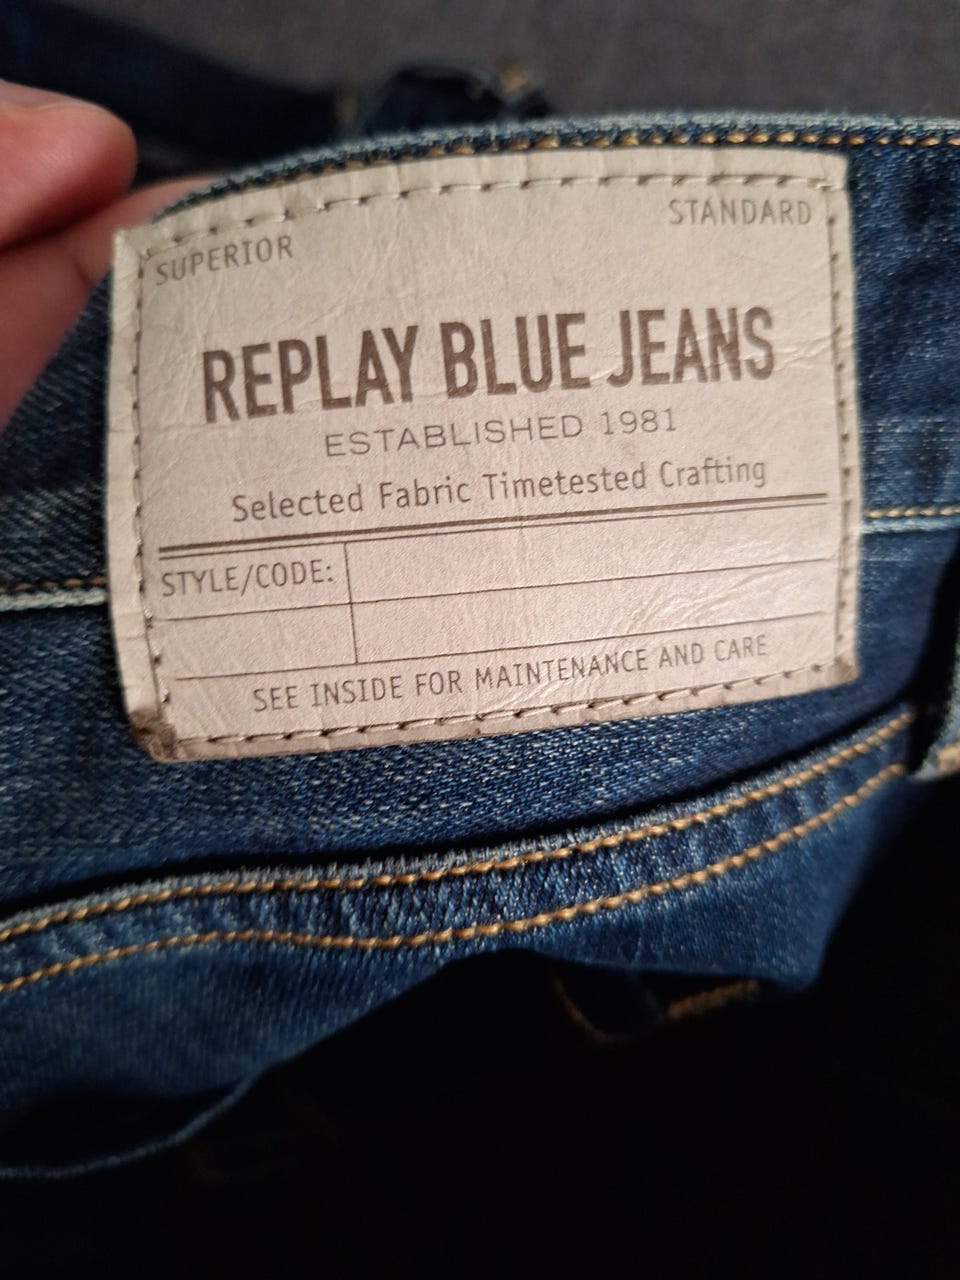 SUPERIOR STANDARD
REPLAY BLUE JEANS
ESTABLISHED 1981
Selected Fabric Timetested Crafting
STYLE/CODE:
SEE INSIDE FOR MAINTENANCE AND CARE